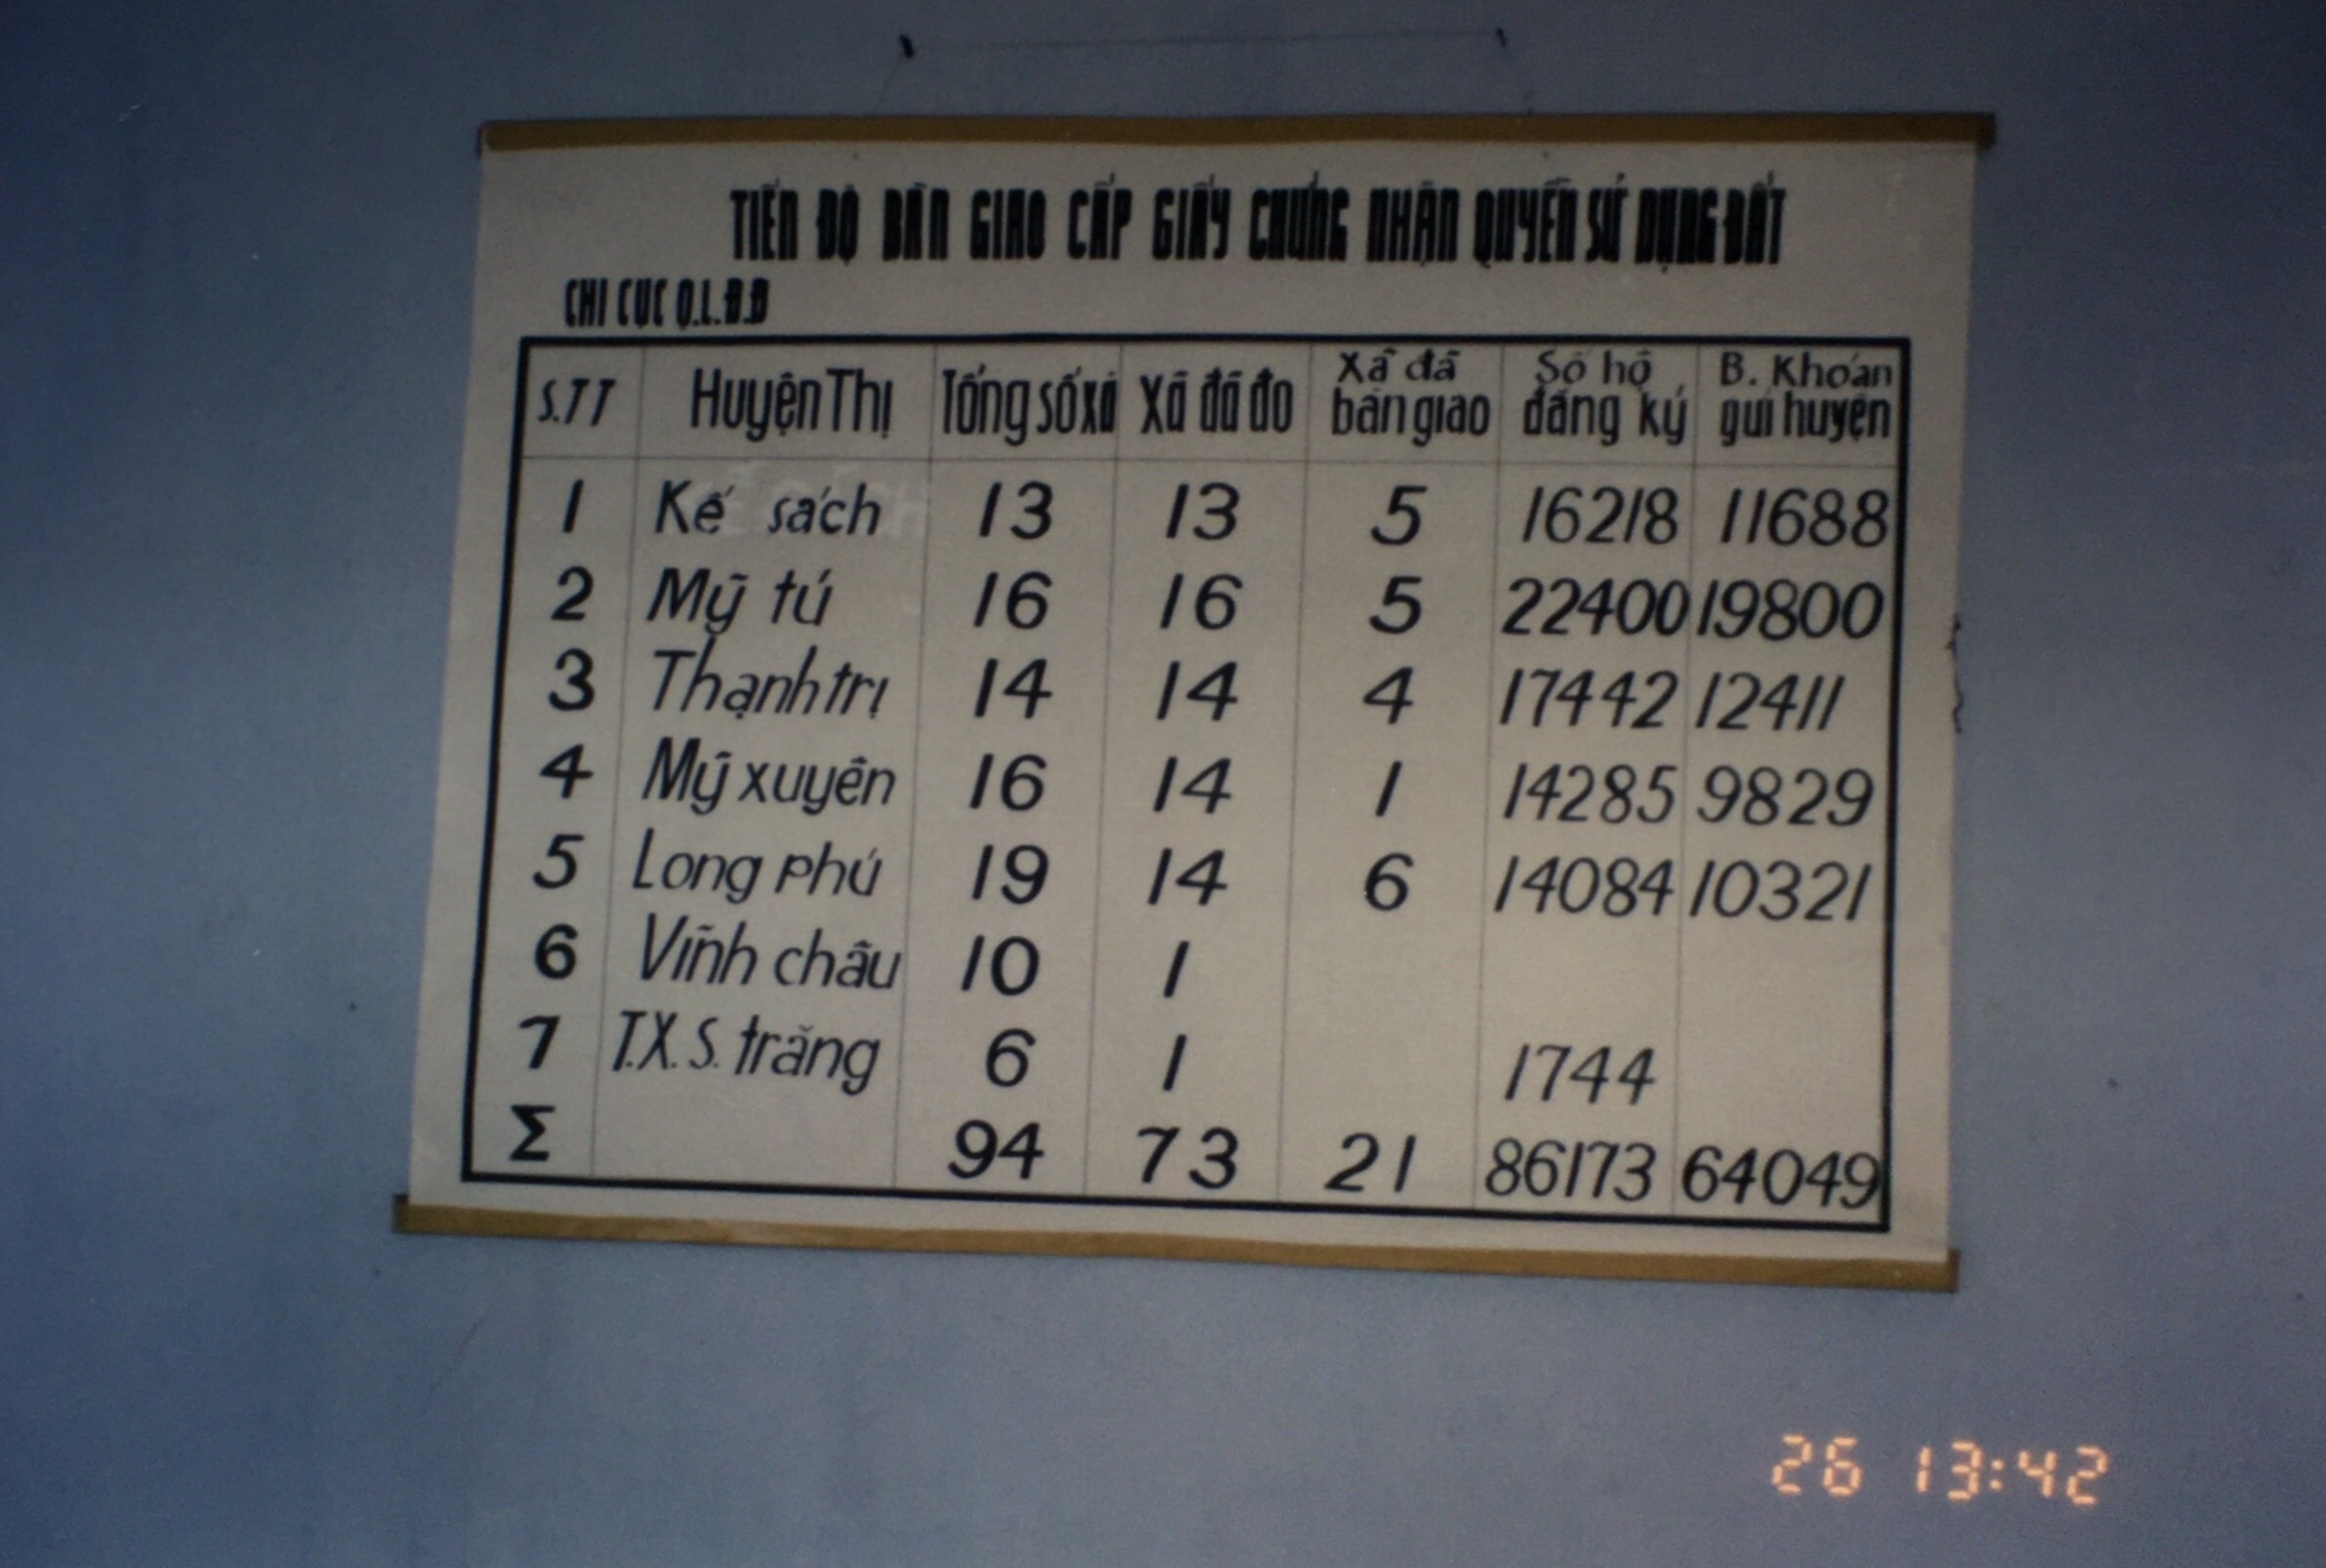 TIẾN ĐỘ BÀN GIAO CẤP GIẤY CHỨNG NHẬN QUYỀN SỬ DỤNG ĐẤT
CHI CỤC Q.L.Đ.Đ
S.TT Huyện Thị Tổng số xã Xã đã đo Xã đã bàn giao Số hộ đăng ký B. Khoán gửi huyện
1 Kế sách 13 13 5 16218 11688
2 Mỹ tú 16 16 5 22400 19800
3 Thạnh trị 14 14 4 17442 12411
4 Mỹ xuyên 16 14 1 14285 9829
5 Long phú 19 14 6 14084 10321
6 Vĩnh châu 10 1
7 T.X. S. trăng 6 1 1744
Σ 94 73 21 86173 64049
26 13:42